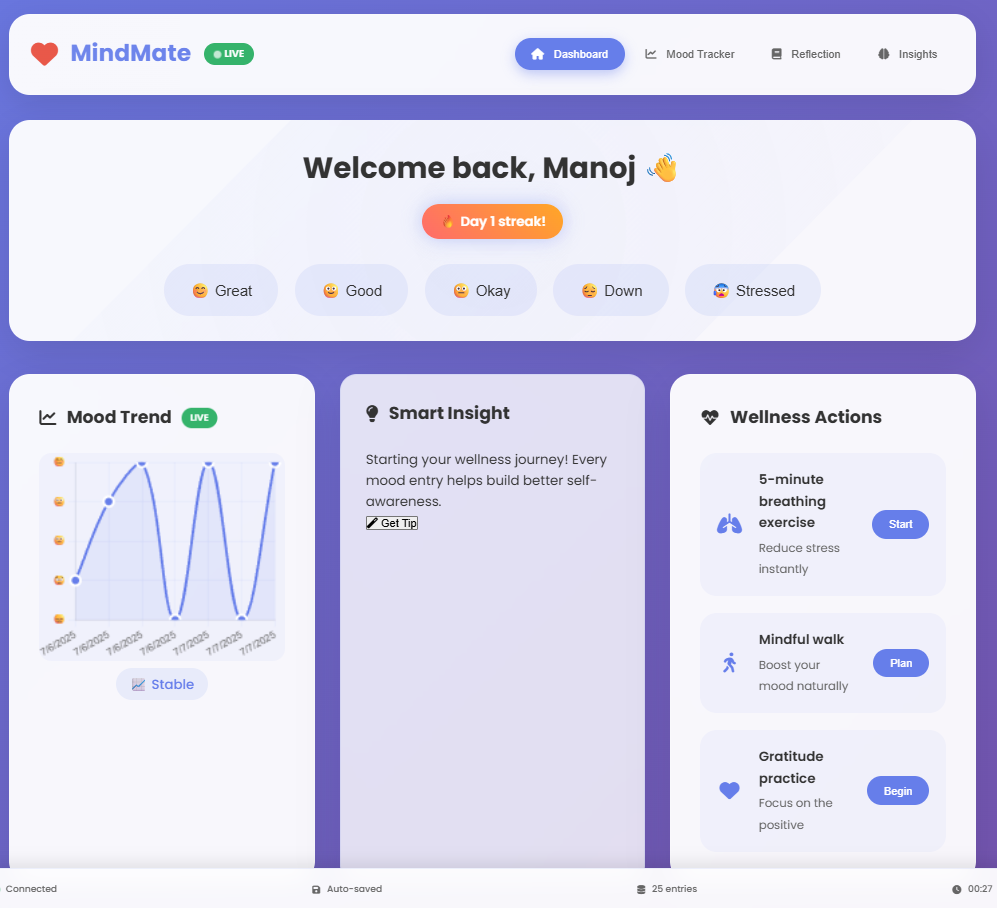 MindMate LIVE
Dashboard Mood Tracker Reflection Insights
Welcome back, Manoj 👋
🔥 Day 1 streak!
Great Good Okay Down Stressed
Mood Trend LIVE
7/6/2025 7/6/2025 7/6/2025 7/6/2025 7/7/2025 7/7/2025 7/7/2025
📈 Stable
Smart Insight
Starting your wellness journey! Every
mood entry helps build better self-
awareness.
Get Tip
Wellness Actions
5-minute
breathing
exercise
Reduce stress
instantly
Start
Mindful walk
Boost your
mood naturally
Plan
Gratitude
practice
Focus on the
positive
Begin
Connected Auto-saved 25 entries 00:27